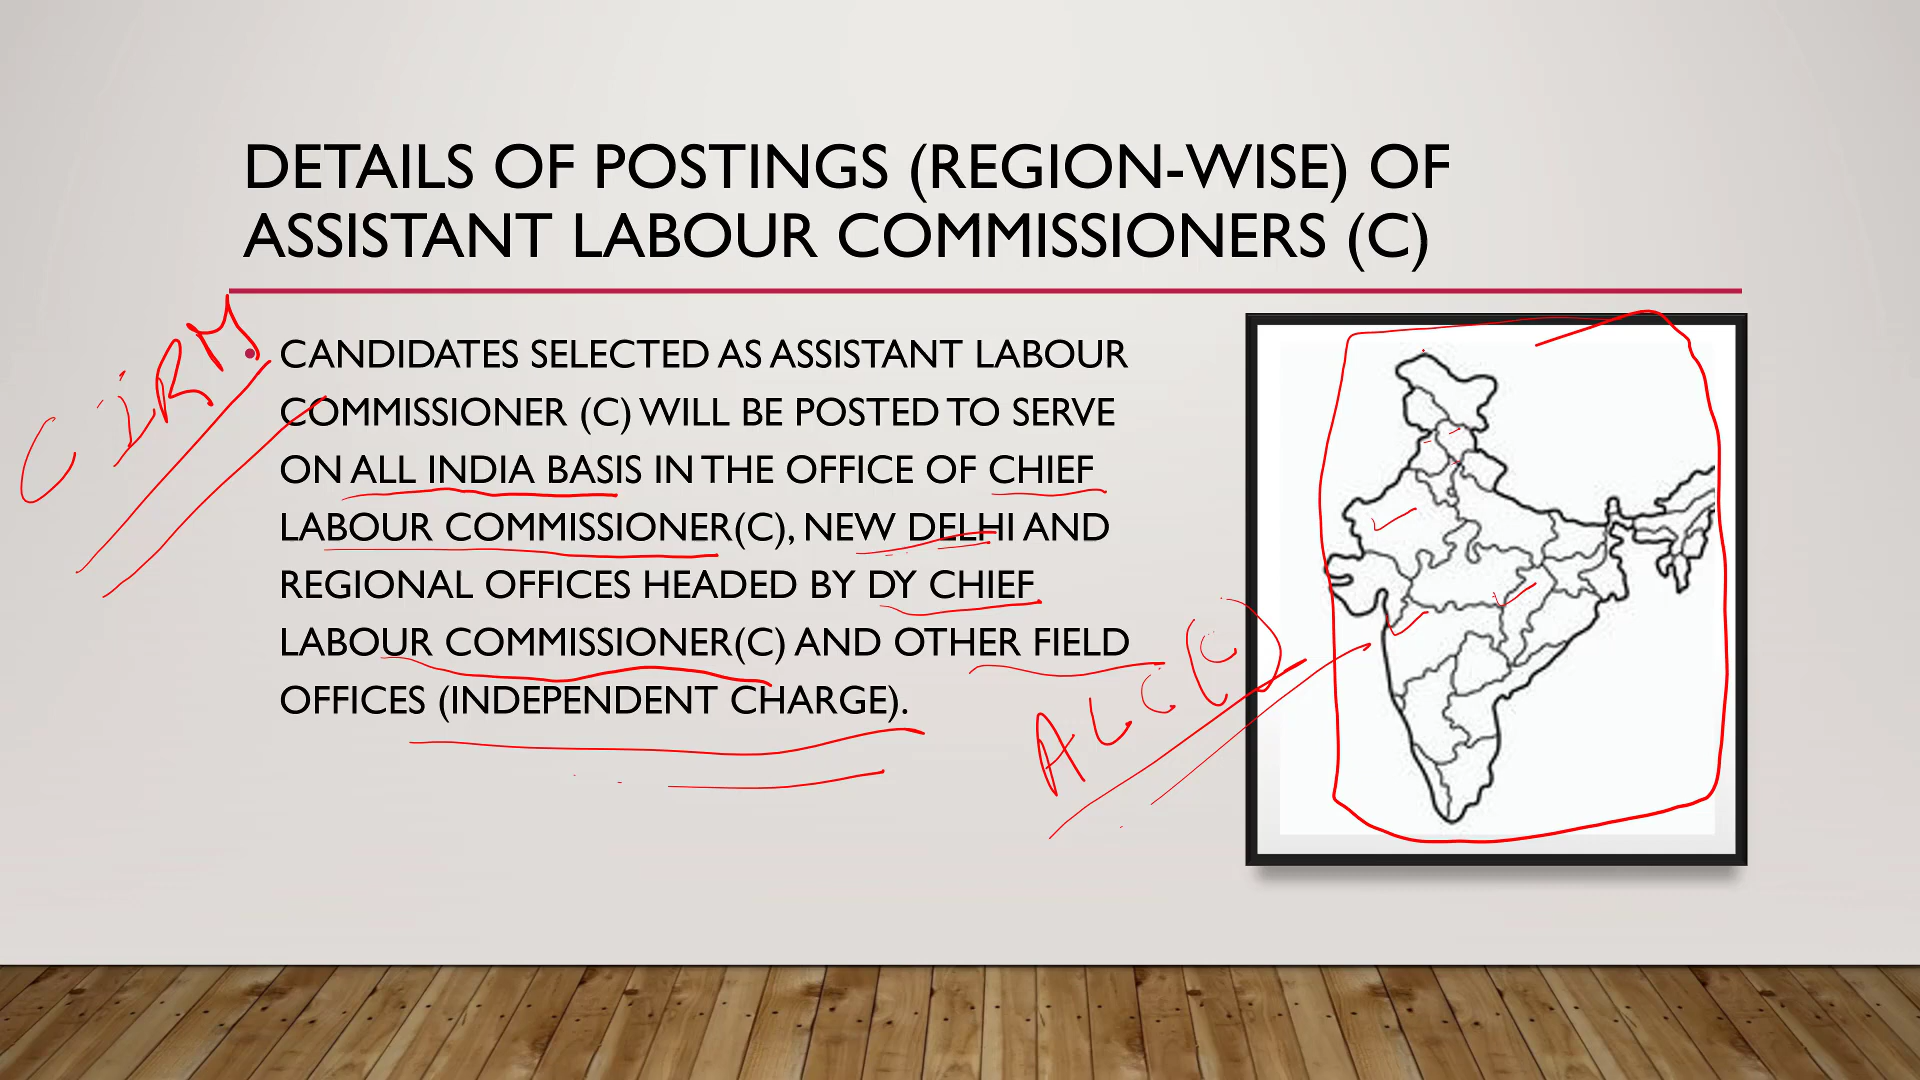 DETAILS OF POSTINGS (REGION-WISE) OF
ASSISTANT LABOUR COMMISSIONERS (C)
CIRM
• CANDIDATES SELECTED AS ASSISTANT LABOUR
COMMISSIONER (C) WILL BE POSTED TO SERVE
ON ALL INDIA BASIS IN THE OFFICE OF CHIEF
LABOUR COMMISSIONER(C), NEW DELHI AND
REGIONAL OFFICES HEADED BY DY CHIEF
LABOUR COMMISSIONER(C) AND OTHER FIELD
OFFICES (INDEPENDENT CHARGE).
ALC(C)